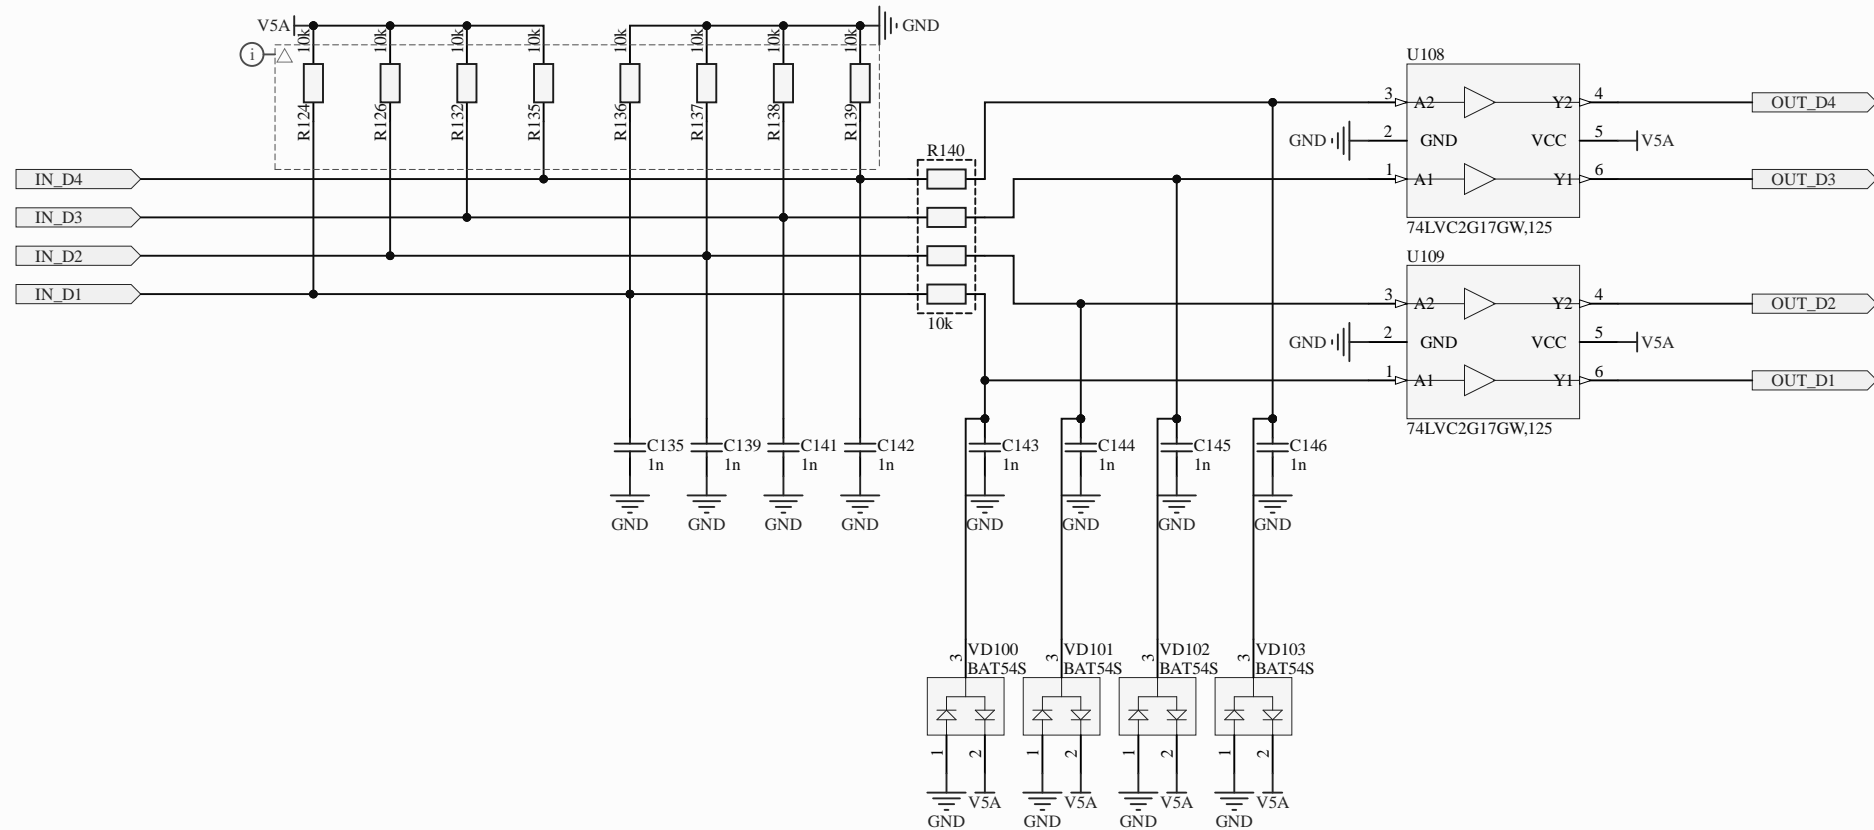 V5A
GND
i
10k
10k
10k
10k
10k
10k
10k
10k
R124
R126
R132
R135
R136
R137
R138
R139
IN_D4
IN_D3
IN_D2
IN_D1
R140
10k
U108
3 A2 Y2 4
GND 2 GND VCC 5 V5A
1 A1 Y1 6
74LVC2G17GW,125
OUT_D4
OUT_D3
U109
3 A2 Y2 4
GND 2 GND VCC 5 V5A
1 A1 Y1 6
74LVC2G17GW,125
OUT_D2
OUT_D1
C135
1n
GND
C139
1n
GND
C141
1n
GND
C142
1n
GND
C143
1n
GND
C144
1n
GND
C145
1n
GND
C146
1n
GND
3
VD100
BAT54S
1
2
GND
V5A
3
VD101
BAT54S
1
2
GND
V5A
3
VD102
BAT54S
1
2
GND
V5A
3
VD103
BAT54S
1
2
GND
V5A